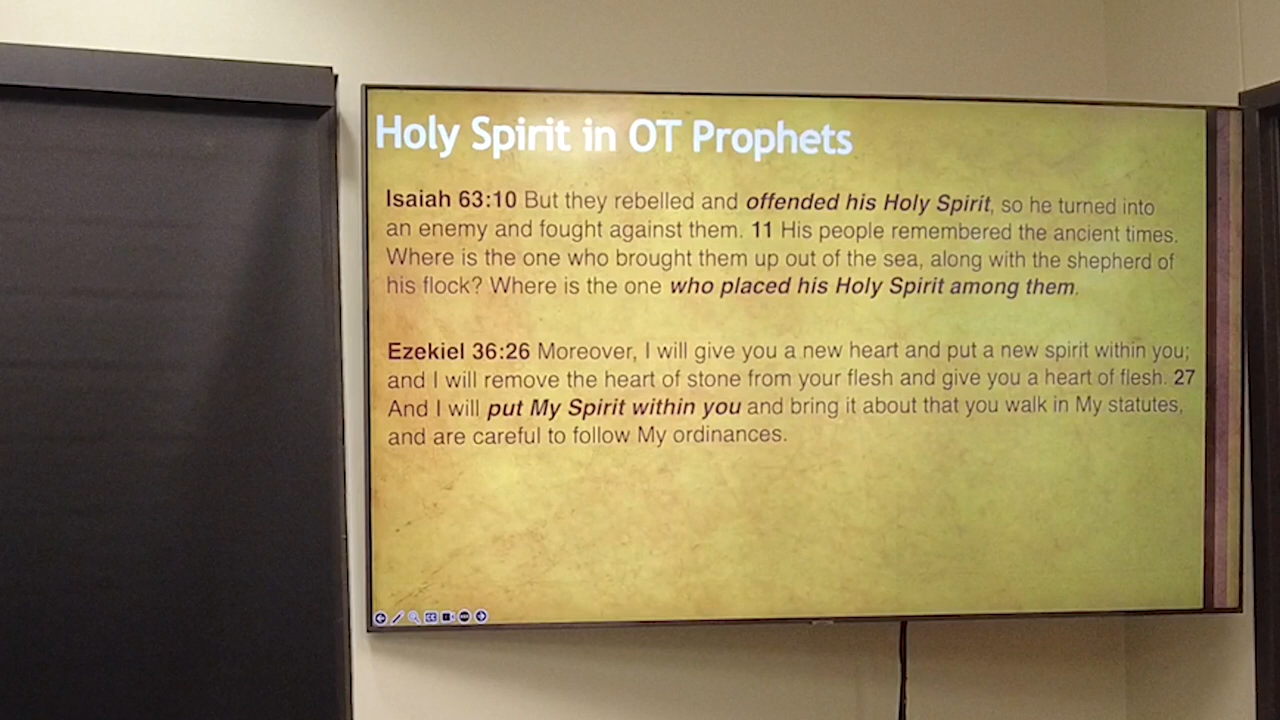 Holy Spirit in OT Prophets
Isaiah 63:10 But they rebelled and offended his Holy Spirit, so he turned into
an enemy and fought against them. 11 His people remembered the ancient times.
Where is the one who brought them up out of the sea, along with the shepherd of
his flock? Where is the one who placed his Holy Spirit among them.
Ezekiel 36:26 Moreover, I will give you a new heart and put a new spirit within you;
and I will remove the heart of stone from your flesh and give you a heart of flesh. 27
And I will put My Spirit within you and bring it about that you walk in My statutes,
and are careful to follow My ordinances.